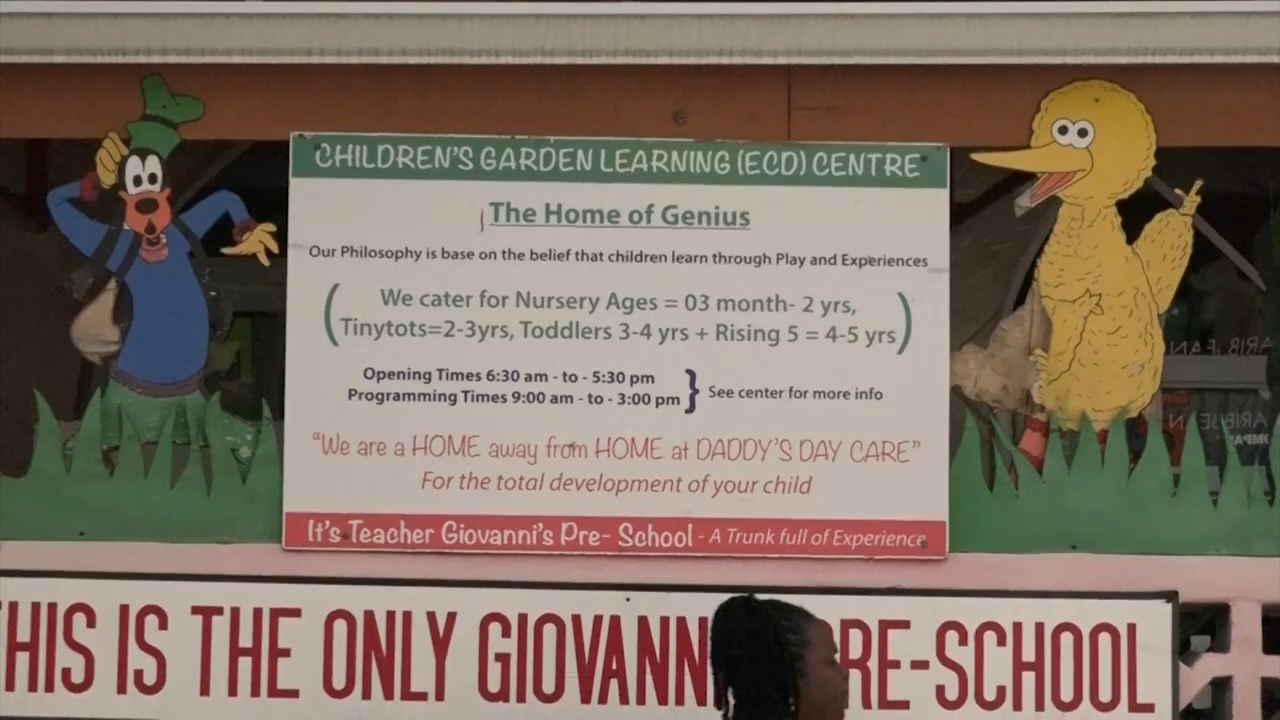 CHILDREN'S GARDEN LEARNING (ECD) CENTRE
The Home of Genius
Our Philosophy is base on the belief that children learn through Play and Experiences
(We cater for Nursery Ages = 03 month- 2 yrs,
Tinytots=2-3yrs, Toddlers 3-4 yrs + Rising 5 = 4-5 yrs)
Opening Times 6:30 am - to - 5:30 pm
Programming Times 9:00 am - to - 3:00 pm } See center for more info
"We are a HOME away from HOME at DADDY'S DAY CARE"
For the total development of your child
It's Teacher Giovanni's Pre- School - A Trunk full of Experience
HIS IS THE ONLY GIOVANN RE-SCHOOL